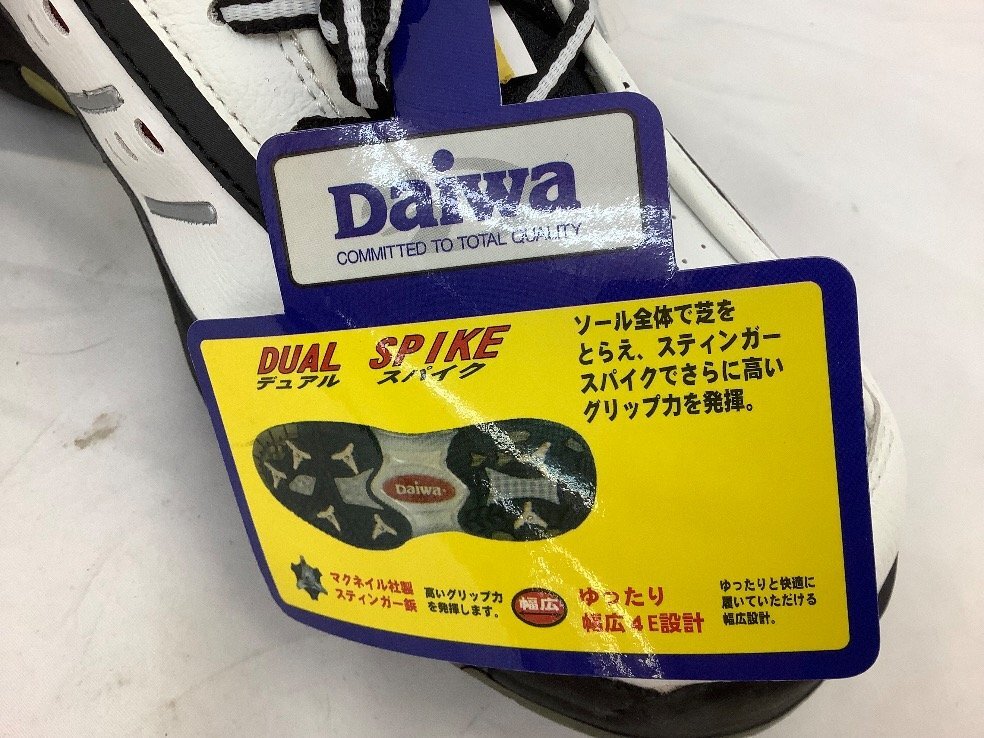 Daiwa
COMMITTED TO TOTAL QUALITY
DUAL SPIKE
デュアル スパイク
ソール全体で芝を
とらえ、スティンガー
スパイクでさらに高い
グリップ力を発揮。
Daiwa
マクネイル社製
スティンガー鋲
高いグリップ力
を発揮します。
幅広
ゆったり
幅広4E設計
ゆったりと快適に
履いていただける
幅広設計。